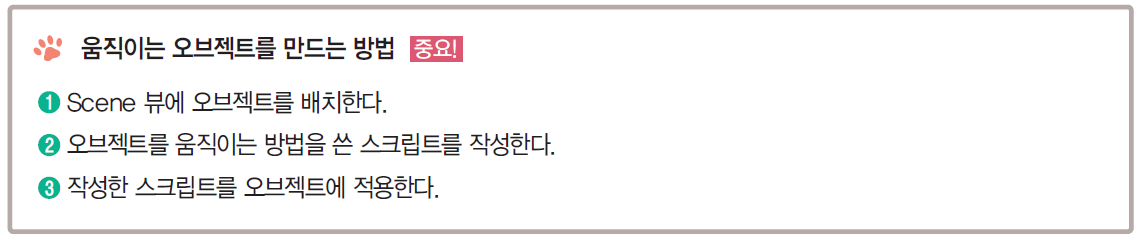 움직이는 오브젝트를 만드는 방법 중요!
1 Scene 뷰에 오브젝트를 배치한다.
2 오브젝트를 움직이는 방법을 쓴 스크립트를 작성한다.
3 작성한 스크립트를 오브젝트에 적용한다.